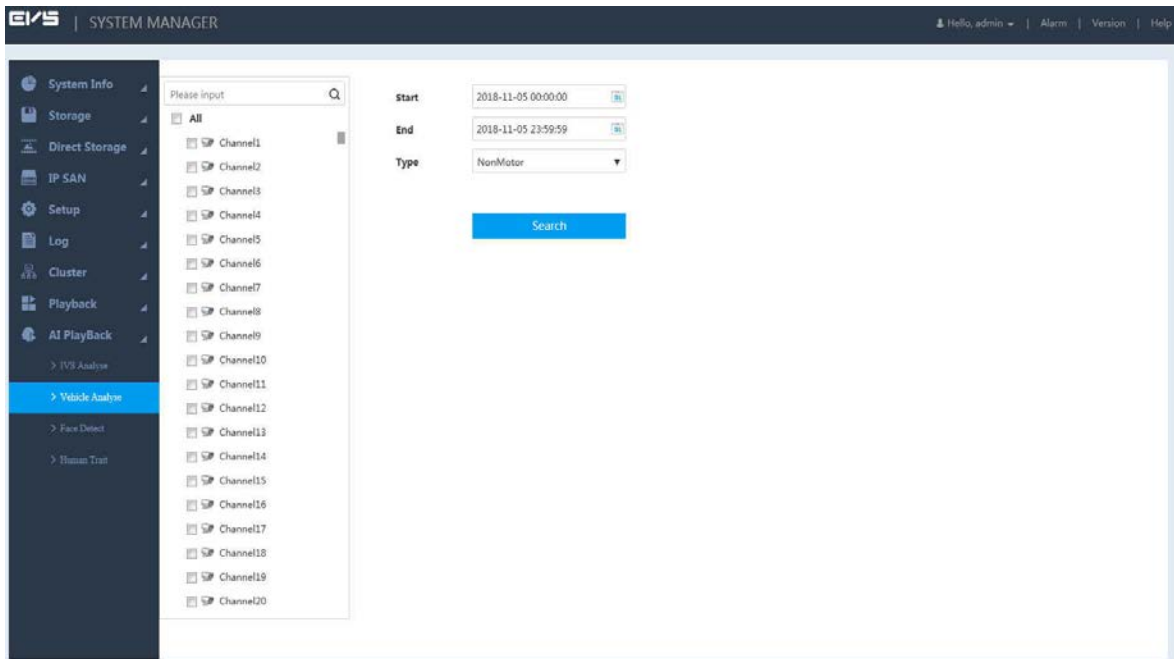 EVS | SYSTEM MANAGER
Hello, admin | Alarm | Version | Help
System Info
Storage
Direct Storage
IP SAN
Setup
Log
Cluster
Playback
AI PlayBack
> IVS Analyse
> Vehicle Analyse
> Face Detect
> Human Trait
Please input
All
Channel1
Channel2
Channel3
Channel4
Channel5
Channel6
Channel7
Channel8
Channel9
Channel10
Channel11
Channel12
Channel13
Channel14
Channel15
Channel16
Channel17
Channel18
Channel19
Channel20
Start 2018-11-05 00:00:00
End 2018-11-05 23:59:59
Type NonMotor
Search